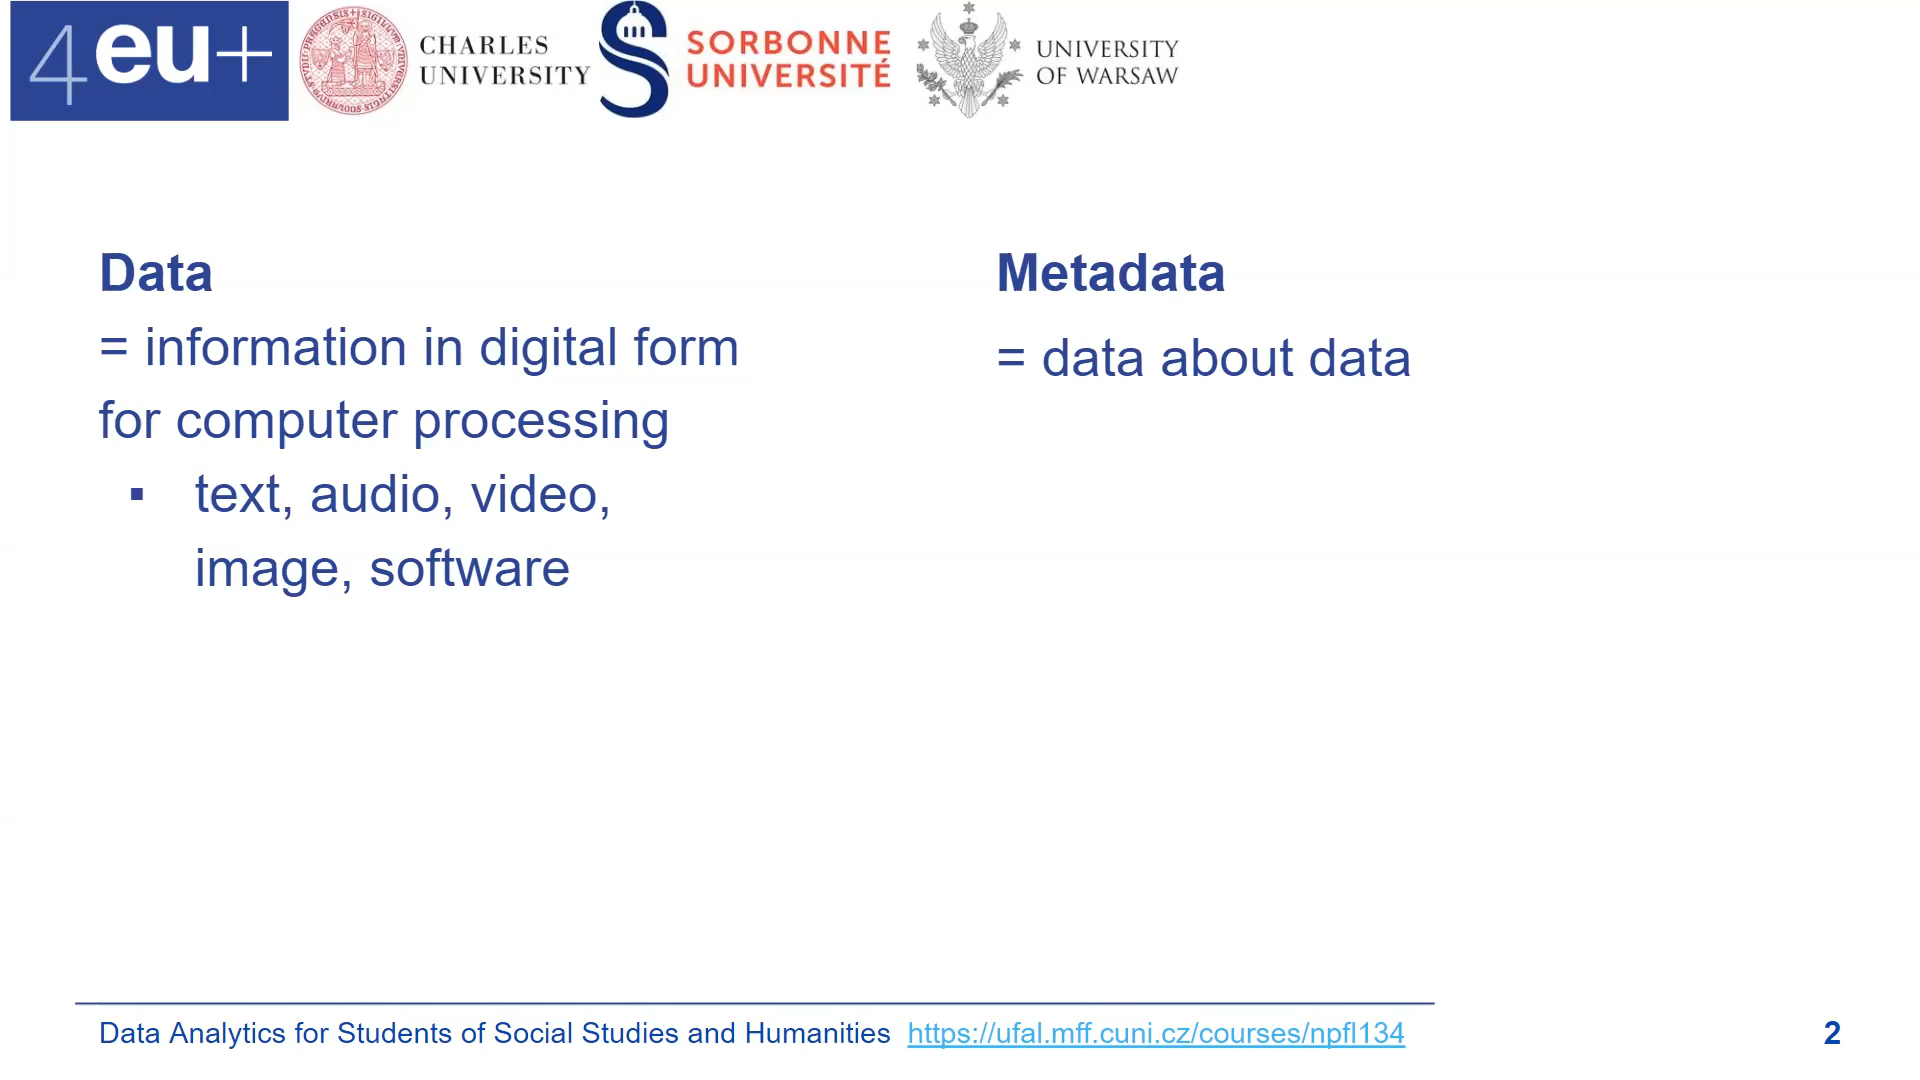 4eu+
CHARLES
UNIVERSITY
SORBONNE
UNIVERSITÉ
UNIVERSITY
OF WARSAW
Data
= information in digital form
for computer processing
▪ text, audio, video,
image, software
Metadata
= data about data
Data Analytics for Students of Social Studies and Humanities https://ufal.mff.cuni.cz/courses/npfl134
2